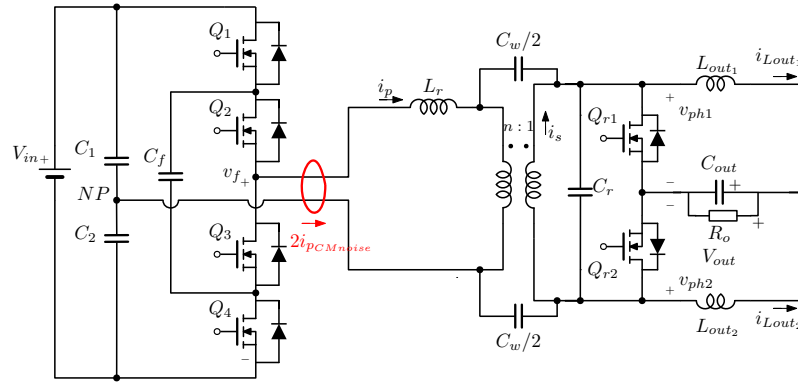 Q_1
C_w/2
L_{out_1}
i_{Lout_1}
i_p
L_r
Q_2
+
v_{ph1}
Q_{r1}
n : 1
i_s
V_{in+}
C_1
C_f
v_{f+}
C_r
C_{out}
NP
+
C_2
Q_3
2i_{pCMnoise}
R_o
+
V_{out}
Q_{r2}
v_{ph2}
+
Q_4
C_w/2
L_{out_2}
i_{Lout_2}